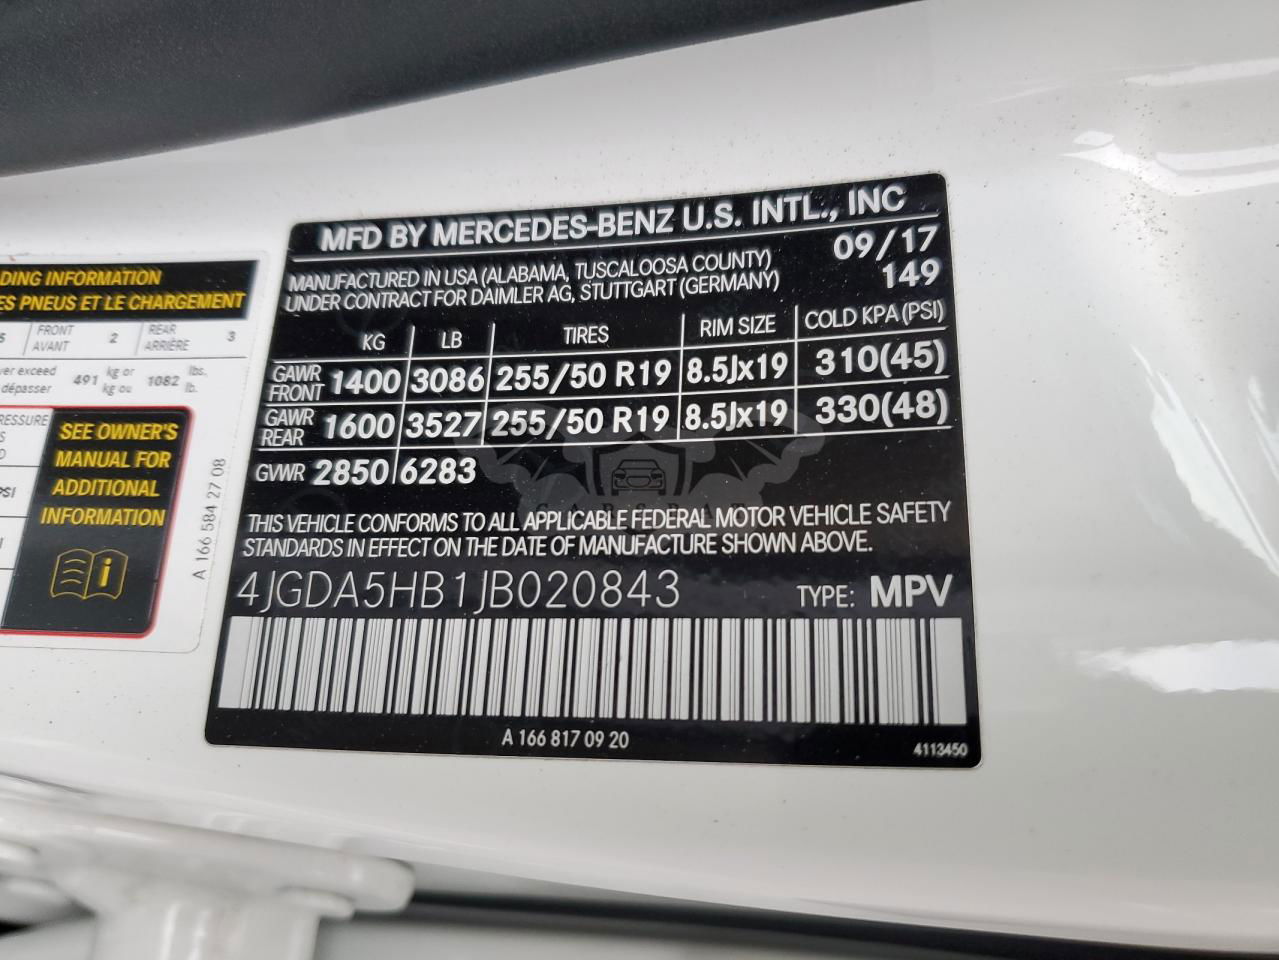 MFD BY MERCEDES-BENZ U.S. INTL., INC
MANUFACTURED IN USA (ALABAMA, TUSCALOOSA COUNTY) 09/17
UNDER CONTRACT FOR DAIMLER AG, STUTTGART (GERMANY) 149
KG LB TIRES RIM SIZE COLD KPA (PSI)
GAWR FRONT 1400 3086 255/50 R19 8.5Jx19 310(45)
GAWR REAR 1600 3527 255/50 R19 8.5Jx19 330(48)
GVWR 2850 6283
THIS VEHICLE CONFORMS TO ALL APPLICABLE FEDERAL MOTOR VEHICLE SAFETY
STANDARDS IN EFFECT ON THE DATE OF MANUFACTURE SHOWN ABOVE.
4JGDA5HB1JB020843 TYPE: MPV
A 166 817 09 20
4113450
DING INFORMATION
ES PNEUS ET LE CHARGEMENT
5 FRONT AVANT 2 REAR ARRIÈRE 3
ver exceed 491 kg or 1082 lbs.
dépasser kg ou lb.
RESSURE
SEE OWNER'S
MANUAL FOR
ADDITIONAL
INFORMATION
i
PSI
A 166 584 27 08